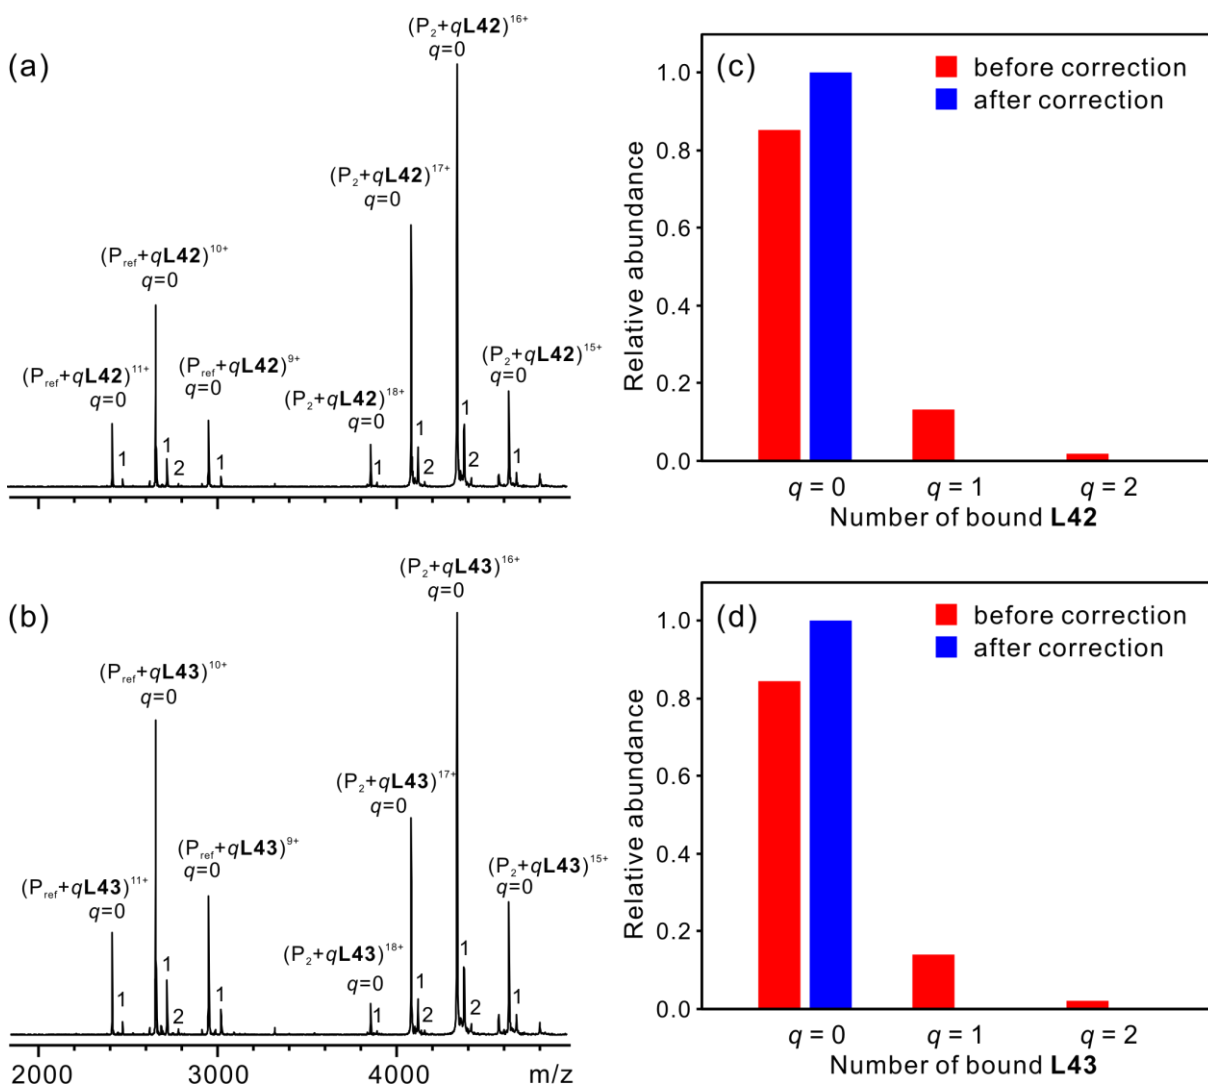 (a)
(P₂+qL42)¹⁶⁺
q=0
(P₂+qL42)¹⁷⁺
q=0
(Pref+qL42)¹⁰⁺
q=0
(Pref+qL42)⁹⁺
q=0
(Pref+qL42)¹¹⁺
q=0
(P₂+qL42)¹⁸⁺
q=0
(P₂+qL42)¹⁵⁺
q=0
1
1
2
1
1
1
2
1
2
1
2000
3000
4000
(c)
before correction
after correction
Relative abundance
1.0
0.8
0.6
0.4
0.2
0.0
q = 0
q = 1
q = 2
Number of bound L42
(b)
(P₂+qL43)¹⁶⁺
q=0
(Pref+qL43)¹⁰⁺
q=0
(P₂+qL43)¹⁷⁺
q=0
(Pref+qL43)⁹⁺
q=0
(P₂+qL43)¹⁵⁺
q=0
(Pref+qL43)¹¹⁺
q=0
(P₂+qL43)¹⁸⁺
q=0
1
1
2
1
1
1
2
1
2
1
2000
3000
4000
m/z
(d)
before correction
after correction
Relative abundance
1.0
0.8
0.6
0.4
0.2
0.0
q = 0
q = 1
q = 2
Number of bound L43